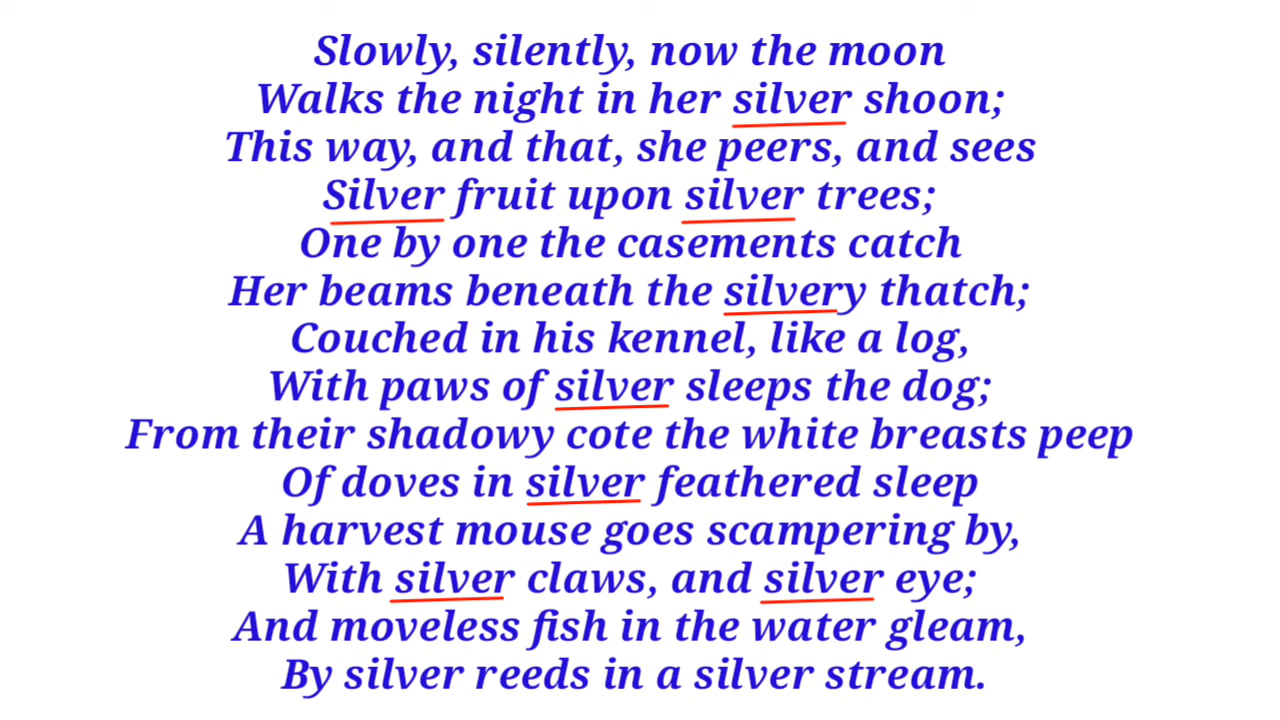 Slowly, silently, now the moon
Walks the night in her silver shoon;
This way, and that, she peers, and sees
Silver fruit upon silver trees;
One by one the casements catch
Her beams beneath the silvery thatch;
Couched in his kennel, like a log,
With paws of silver sleeps the dog;
From their shadowy cote the white breasts peep
Of doves in silver feathered sleep
A harvest mouse goes scampering by,
With silver claws, and silver eye;
And moveless fish in the water gleam,
By silver reeds in a silver stream.